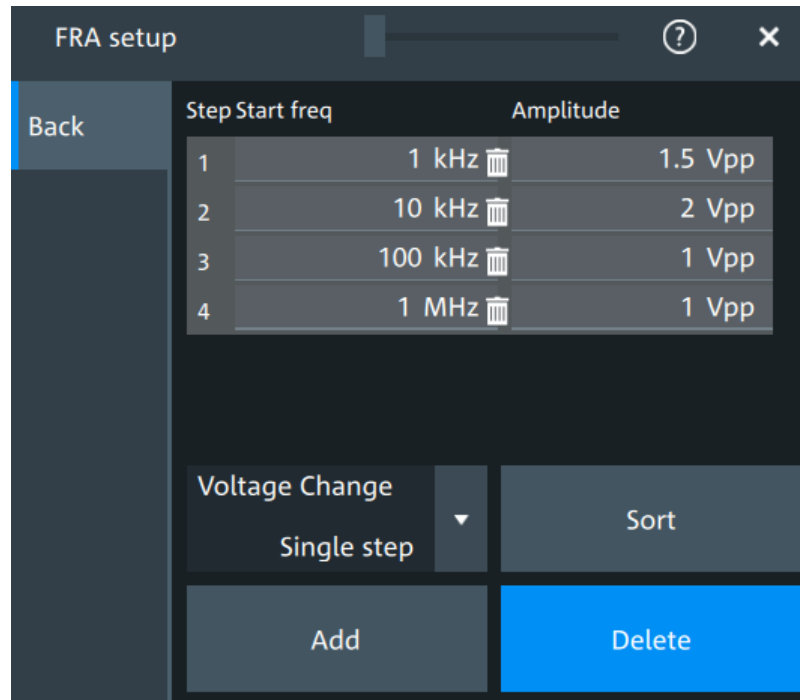 FRA setup
?
Back
Step Start freq Amplitude
1 1 kHz 1.5 Vpp
2 10 kHz 2 Vpp
3 100 kHz 1 Vpp
4 1 MHz 1 Vpp
Voltage Change
Single step
Sort
Add
Delete